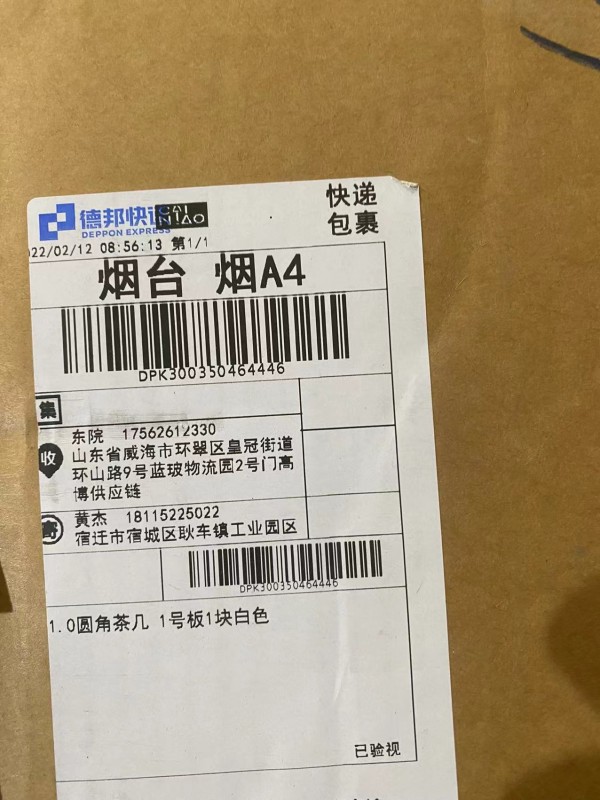 德邦快递
CAI
NIAO
DEPPON EXPRESS
快递
包裹
22/02/12 08:56:13 第1/1
烟台 烟A4
DPK300350464446
集
东院 17562612330
收
山东省威海市环翠区皇冠街道
环山路9号蓝玻物流园2号门高
博供应链
寄
黄杰 18115225022
宿迁市宿城区耿车镇工业园区
DPK300350464446
1.0圆角茶几 1号板1块白色
已验视